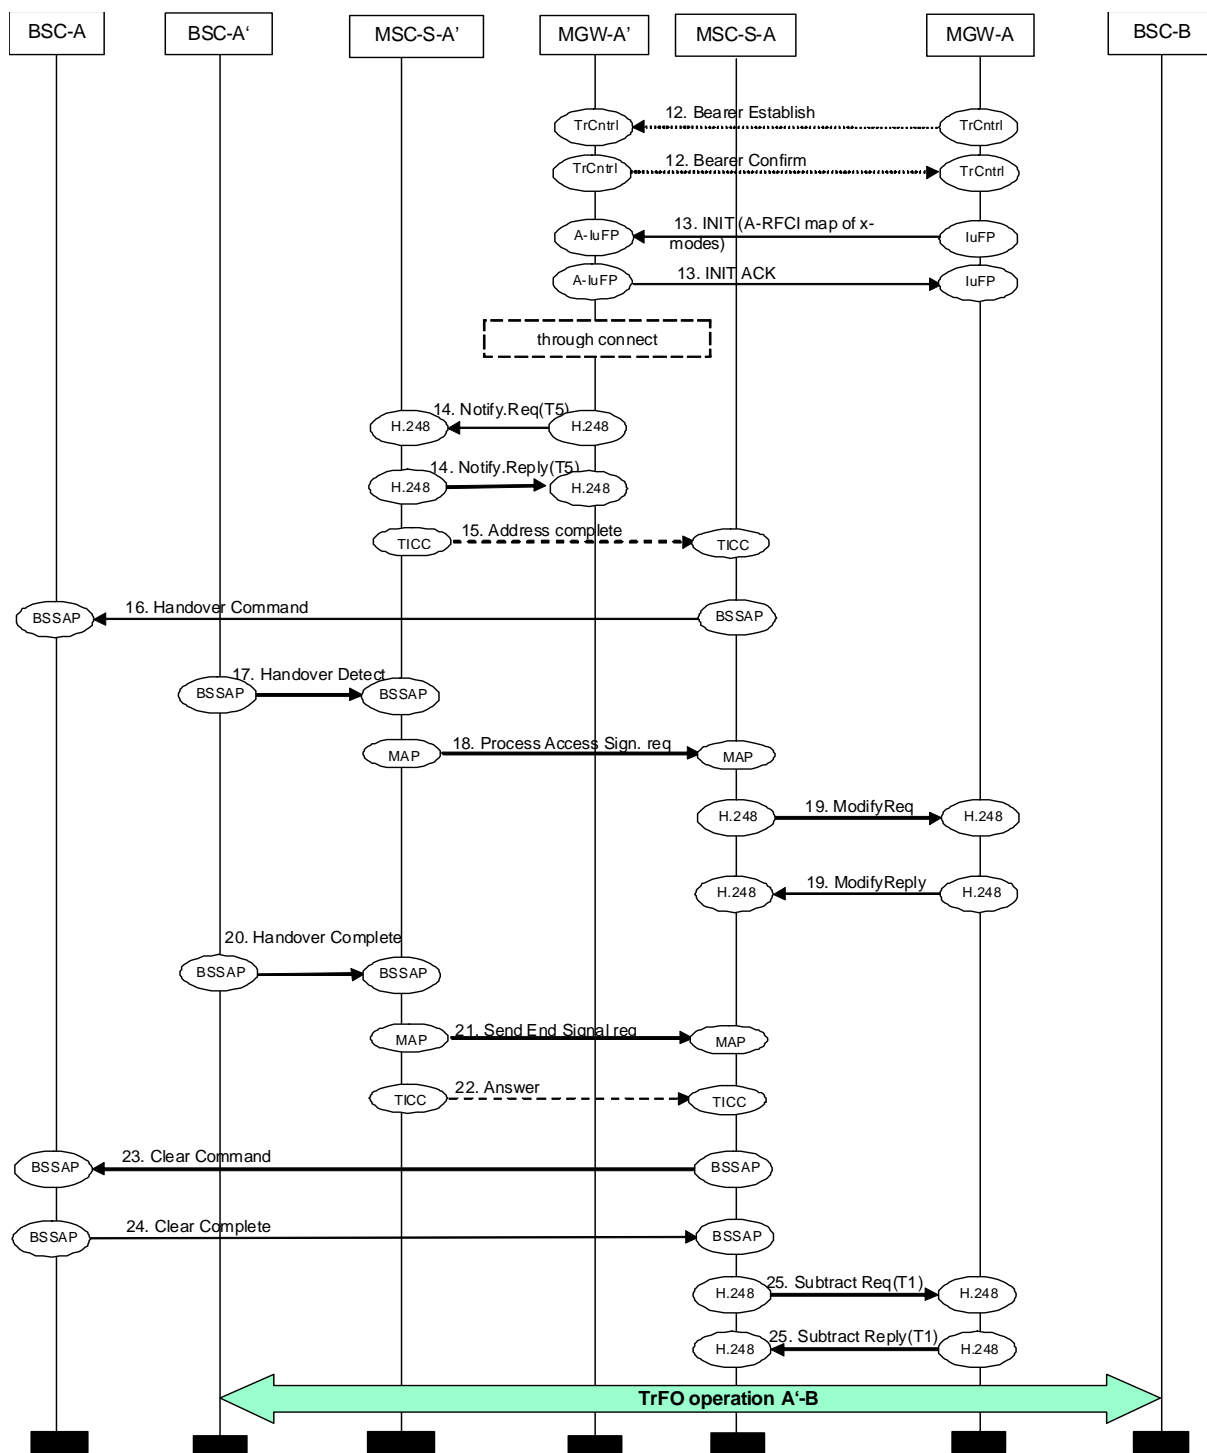 BSC-A BSC-A‘ MSC-S-A’ MGW-A’ MSC-S-A MGW-A BSC-B
12. Bearer Establish
TrCntrl TrCntrl
12. Bearer Confirm
TrCntrl TrCntrl
13. INIT (A-RFCI map of x-
modes)
A-IuFP IuFP
13. INIT ACK
A-IuFP IuFP
through connect
14. Notify.Req(T5)
H.248 H.248
14. Notify.Reply(T5)
H.248 H.248
15. Address complete
TICC TICC
16. Handover Command
BSSAP BSSAP
17. Handover Detect
BSSAP BSSAP
18. Process Access Sign. req
MAP MAP
19. ModifyReq
H.248 H.248
19. ModifyReply
H.248 H.248
20. Handover Complete
BSSAP BSSAP
21. Send End Signal req
MAP MAP
22. Answer
TICC TICC
23. Clear Command
BSSAP BSSAP
24. Clear Complete
BSSAP BSSAP
25. Subtract Req(T1)
H.248 H.248
25. Subtract Reply(T1)
H.248 H.248
TrFO operation A‘-B